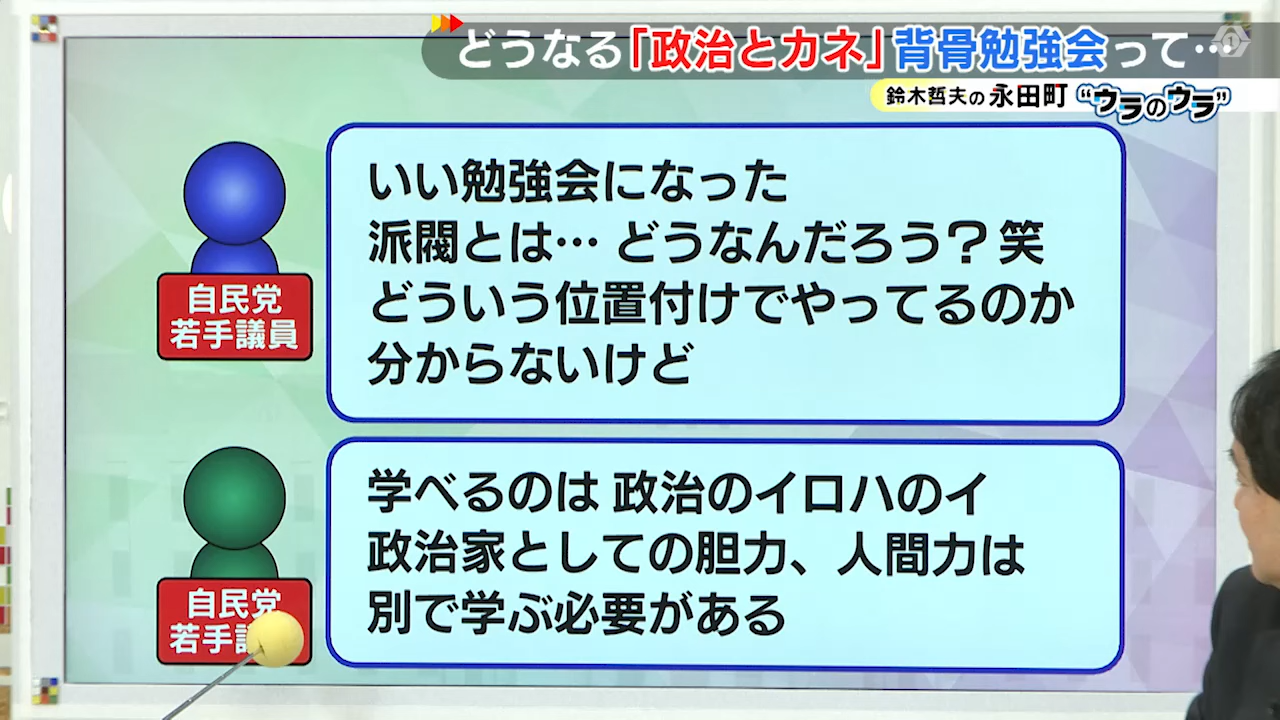 どうなる「政治とカネ」背骨勉強会って…
鈴木哲夫の永田町"ウラのウラ"
いい勉強会になった
派閥とは… どうなんだろう？笑
どういう位置付けでやってるのか
分からないけど
自民党
若手議員
学べるのは 政治のイロハのイ
政治家としての胆力、人間力は
別で学ぶ必要がある
自民党
若手